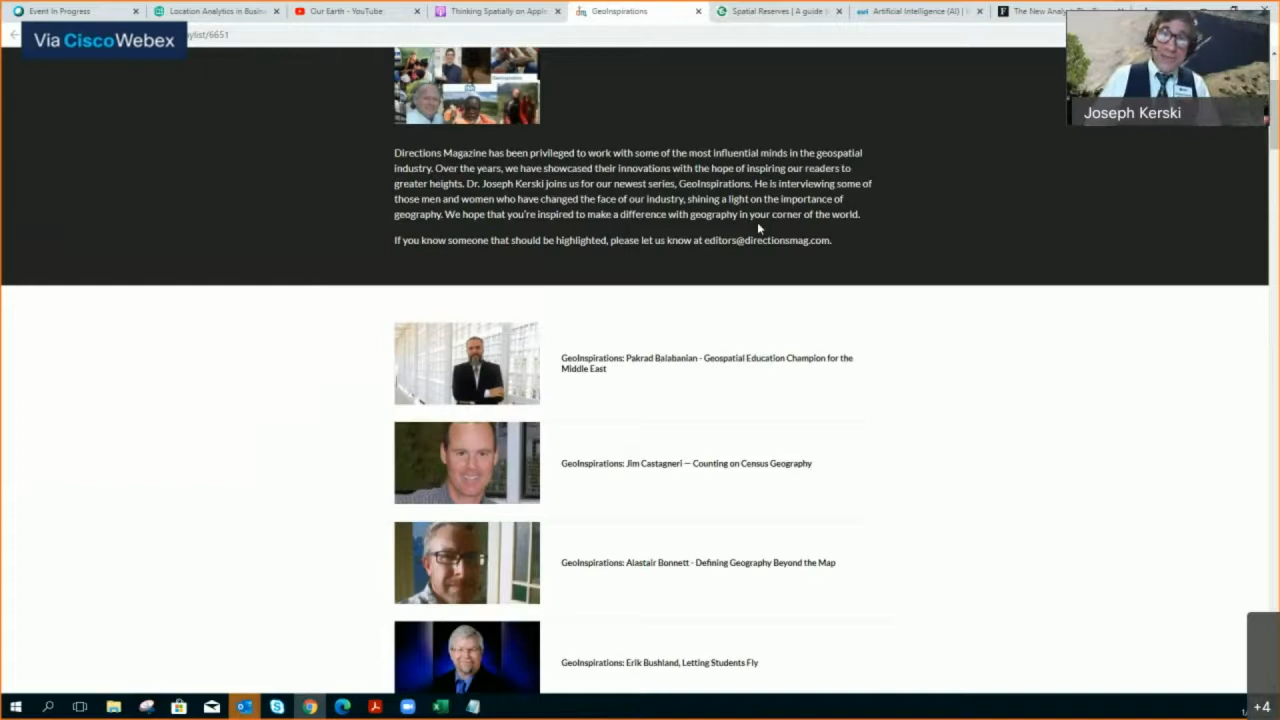 Event in Progress
Location Analytics in Busin
Our Earth - YouTube
Thinking Spatially on Apple
GeoInspirations
Spatial Reserves | A guide
Artificial Intelligence (AI) |
The New Analy
Via Cisco Webex
ylist/6651
Joseph Kerski
Directions Magazine has been privileged to work with some of the most influential minds in the geospatial
industry. Over the years, we have showcased their innovations with the hope of inspiring our readers to
greater heights. Dr. Joseph Kerski joins us for our newest series, GeoInspirations. He is interviewing some of
those men and women who have changed the face of our industry, shining a light on the importance of
geography. We hope that you're inspired to make a difference with geography in your corner of the world.
If you know someone that should be highlighted, please let us know at editors@directionsmag.com.
GeoInspirations: Pakrad Balabanian - Geospatial Education Champion for the
Middle East
GeoInspirations: Jim Castagneri — Counting on Census Geography
GeoInspirations: Alastair Bonnett - Defining Geography Beyond the Map
GeoInspirations: Erik Bushland, Letting Students Fly
+4